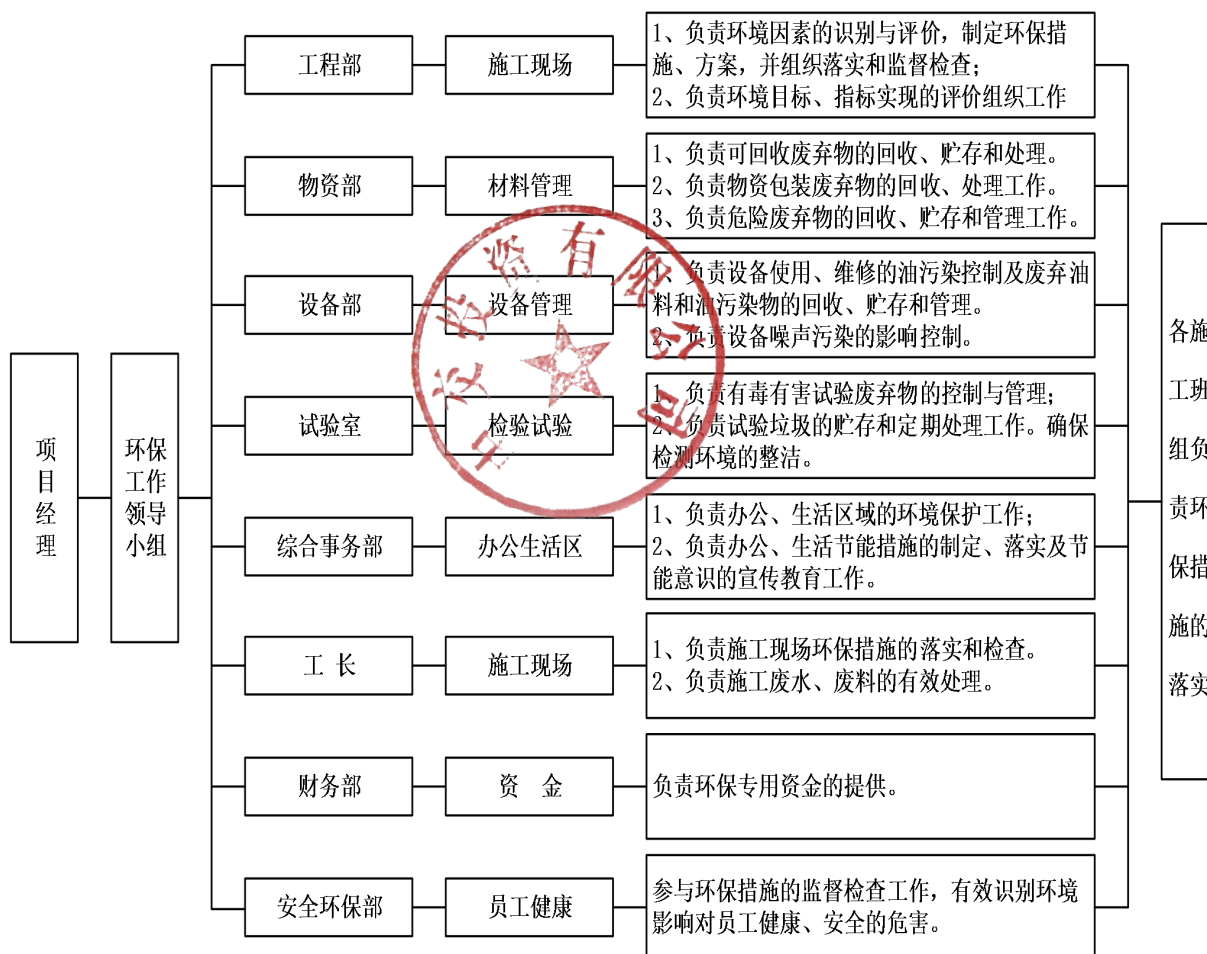 项
目
经
理
环保
工作
领导
小组
工程部
施工现场
1、负责环境因素的识别与评价，制定环保措
施、方案，并组织落实和监督检查；
2、负责环境目标、指标实现的评价组织工作
物资部
材料管理
1、负责可回收废弃物的回收、贮存和处理。
2、负责物资包装废弃物的回收、处理工作。
3、负责危险废弃物的回收、贮存和管理工作。
设备部
设备管理
1、负责设备使用、维修的油污染控制及废弃油
料和油污染物的回收、贮存和管理。
2、负责设备噪声污染的影响控制。
试验室
检验试验
1、负责有毒有害试验废弃物的控制与管理；
2、负责试验垃圾的贮存和定期处理工作。确保
检测环境的整洁。
综合事务部
办公生活区
1、负责办公、生活区域的环境保护工作；
2、负责办公、生活节能措施的制定、落实及节
能意识的宣传教育工作。
工 长
施工现场
1、负责施工现场环保措施的落实和检查。
2、负责施工废水、废料的有效处理。
财务部
资 金
负责环保专用资金的提供。
安全环保部
员工健康
参与环保措施的监督检查工作，有效识别环境
影响对员工健康、安全的危害。
各施
工班
组负
责环
保措
施的
落实
发投资有限公司